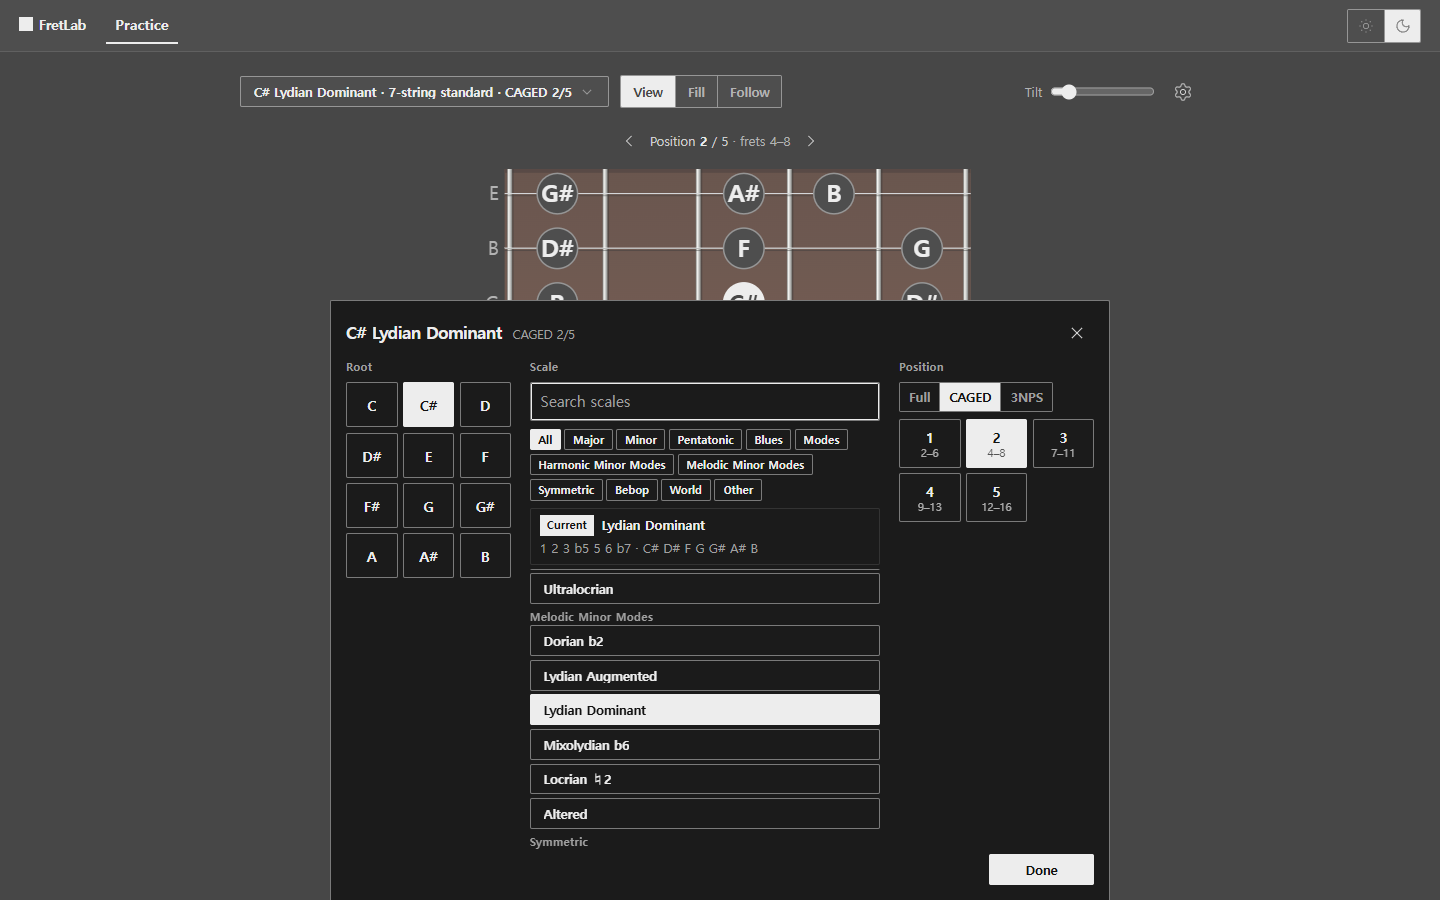 FretLab Practice
C# Lydian Dominant · 7-string standard · CAGED 2/5 View Fill Follow Tilt
Position 2 / 5 · frets 4–8
E G# A# B
B D# F G
C# Lydian Dominant CAGED 2/5
Root
C C# D
D# E F
F# G G#
A A# B
Scale
Search scales
All Major Minor Pentatonic Blues Modes
Harmonic Minor Modes Melodic Minor Modes
Symmetric Bebop World Other
Current Lydian Dominant
1 2 3 b5 5 6 b7 · C# D# F G G# A# B
Ultralocrian
Melodic Minor Modes
Dorian b2
Lydian Augmented
Lydian Dominant
Mixolydian b6
Locrian ♮2
Altered
Symmetric
Position
Full CAGED 3NPS
1 2 3
2–6 4–8 7–11
4 5
9–13 12–16
Done